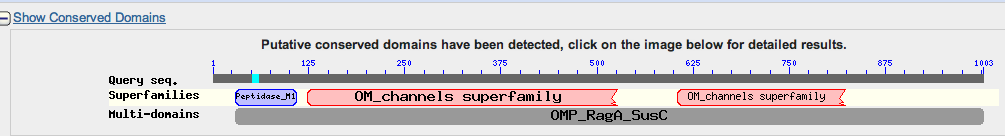 Show Conserved Domains
Putative conserved domains have been detected, click on the image below for detailed results.
1 125 250 375 500 625 750 875 1003
Query seq.
Superfamilies Peptidase_M1 OM_channels superfamily OM_channels superfamily
Multi-domains OMP_RagA_SusC